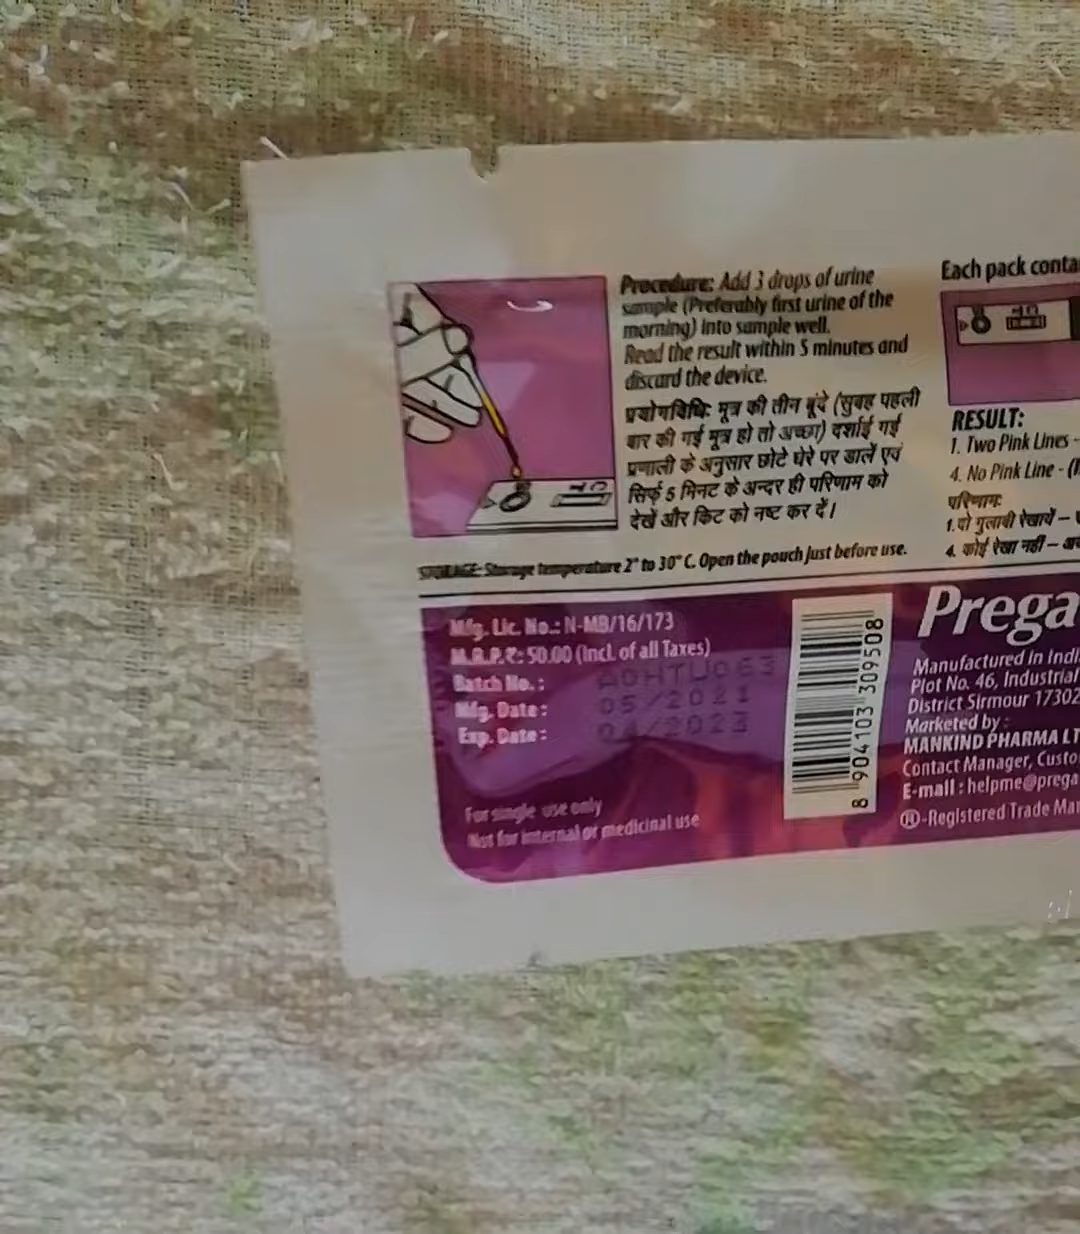 Procedure: Add 3 drops of urine
sample (Preferably first urine of the
morning) into sample well.
Read the result within 5 minutes and
discard the device.
प्रयोगविधि: मूत्र की तीन बूंदे (सुबह पहली
बार की गई मूत्र हो तो अच्छा) दर्शाई गई
प्रणाली के अनुसार छोटे घेरे पर डालें एवं
सिर्फ 5 मिनट के अन्दर ही परिणाम को
देखें और किट को नष्ट कर दें।
STORAGE: Storage temperature 2° to 30° C. Open the pouch just before use.
Each pack conta
RESULT:
1. Two Pink Lines -
4. No Pink Line - (I
परिणाम:
1. दो गुलाबी रेखायें –
4. कोई रेखा नहीं –
Mfg. Lic. No.: N-MB/16/173
M.R.P.₹: 50.00 (Incl. of all Taxes)
Batch No. :
Mfg. Date : 05/2021
Exp. Date : 04/2023
For single use only
Not for internal or medicinal use
8 904103 309508
Prega
Manufactured in Indi
Plot No. 46, Industrial
District Sirmour 17302
Marketed by :
MANKIND PHARMA LT
Contact Manager, Custo
E-mail : helpme@prega
®-Registered Trade Mar